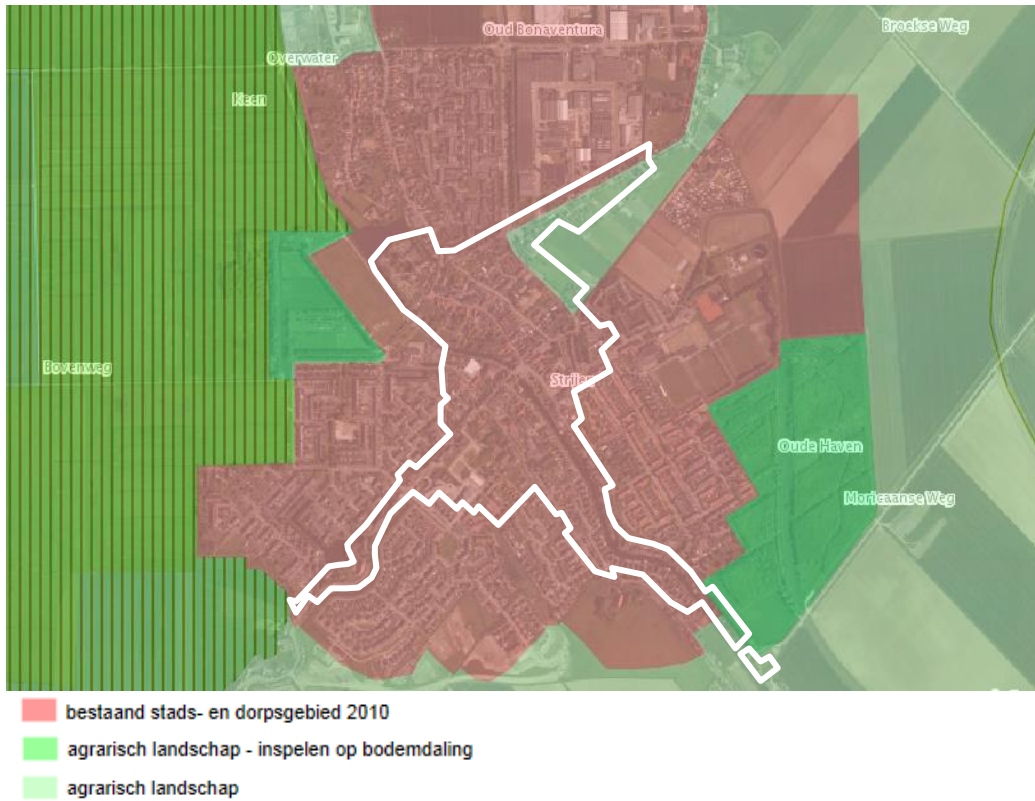 Oud Bonaventura
Broekse Weg
Overwater
Keen
Bovenweg
Strijen
Oude Haven
Moricaanse Weg
bestaand stads- en dorpsgebied 2010
agrarisch landschap - inspelen op bodemdaling
agrarisch landschap